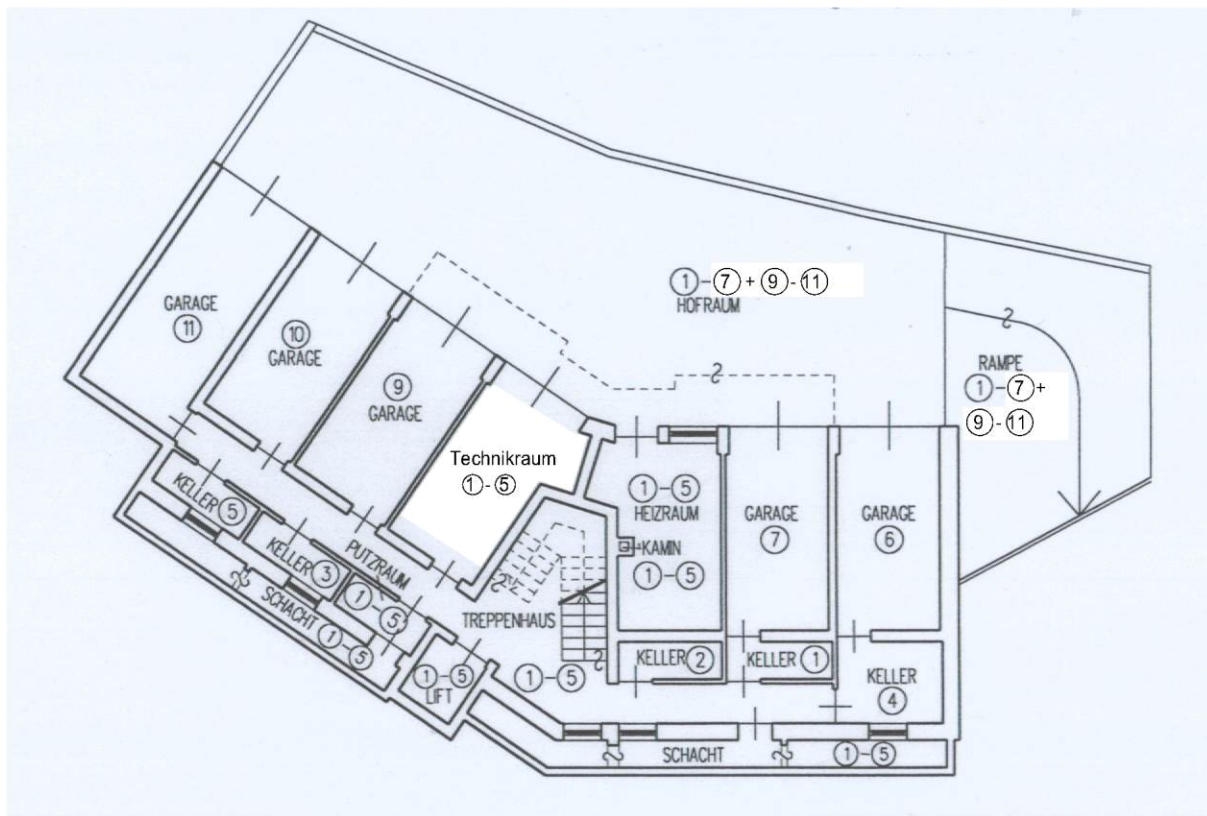 ①-⑦+⑨-⑪
HOFRAUM
GARAGE
⑪
⑩
GARAGE
⑨
GARAGE
RAMPE
①-⑦+
⑨-⑪
Technikraum
①-⑤
①-⑤
HEIZRAUM
KAMIN
①-⑤
GARAGE
⑦
GARAGE
⑥
KELLER ⑤
KELLER ③
PUTZRAUM
①-⑤
SCHACHT ①-⑤
TREPPENHAUS
①-⑤
①-⑤
LIFT
KELLER ②
KELLER ①
KELLER
④
SCHACHT
①-⑤